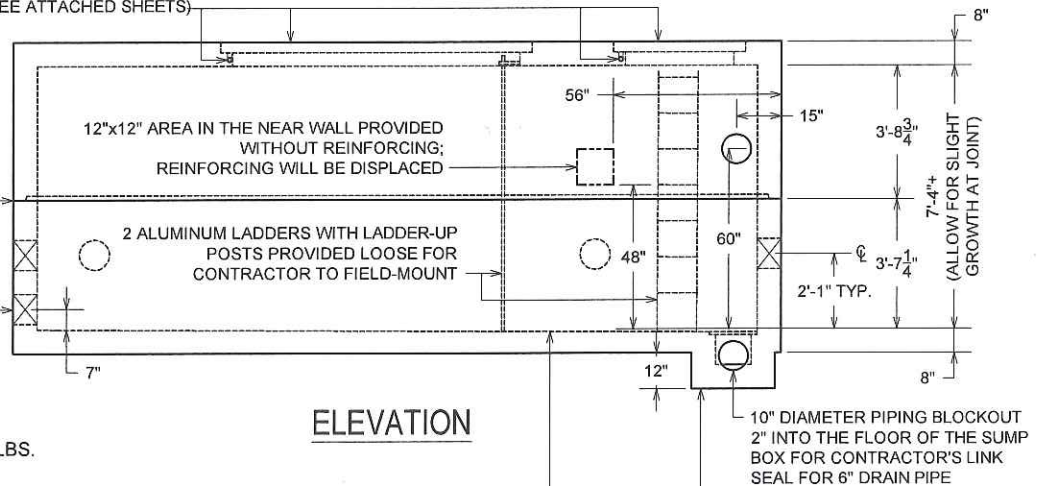 EE ATTACHED SHEETS)
8"
56"
15"
12"x12" AREA IN THE NEAR WALL PROVIDED
WITHOUT REINFORCING;
REINFORCING WILL BE DISPLACED
3'-8 3/4"
7'-4"+
(ALLOW FOR SLIGHT
GROWTH AT JOINT)
2 ALUMINUM LADDERS WITH LADDER-UP
POSTS PROVIDED LOOSE FOR
CONTRACTOR TO FIELD-MOUNT
48"
60"
℄
3'-7 1/4"
2'-1" TYP.
7"
12"
8"
ELEVATION
10" DIAMETER PIPING BLOCKOUT
2" INTO THE FLOOR OF THE SUMP
BOX FOR CONTRACTOR'S LINK
SEAL FOR 6" DRAIN PIPE
LBS.